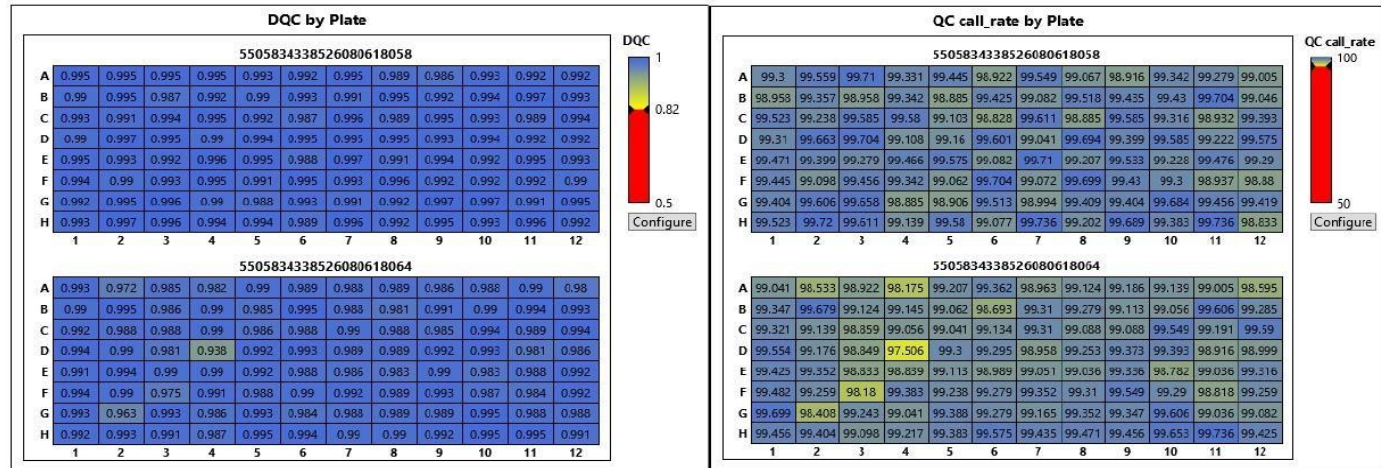 DQC by Plate
5505834338526080618058
A 0.995 0.995 0.995 0.995 0.993 0.992 0.995 0.989 0.986 0.993 0.992 0.992
B 0.99 0.995 0.987 0.992 0.99 0.993 0.991 0.995 0.992 0.994 0.997 0.993
C 0.993 0.991 0.994 0.995 0.992 0.987 0.996 0.989 0.995 0.993 0.989 0.994
D 0.99 0.997 0.995 0.99 0.994 0.995 0.995 0.995 0.993 0.994 0.992 0.992
E 0.995 0.993 0.992 0.996 0.995 0.988 0.997 0.991 0.994 0.992 0.995 0.993
F 0.994 0.99 0.993 0.995 0.991 0.995 0.993 0.996 0.992 0.992 0.992 0.99
G 0.992 0.995 0.996 0.99 0.988 0.993 0.991 0.992 0.997 0.997 0.991 0.995
H 0.993 0.997 0.996 0.994 0.994 0.989 0.996 0.992 0.995 0.993 0.996 0.992
1 2 3 4 5 6 7 8 9 10 11 12
5505834338526080618064
A 0.993 0.972 0.985 0.982 0.99 0.989 0.988 0.989 0.986 0.988 0.99 0.98
B 0.99 0.995 0.986 0.99 0.986 0.995 0.988 0.981 0.991 0.99 0.994 0.993
C 0.992 0.988 0.988 0.99 0.986 0.988 0.99 0.988 0.985 0.994 0.989 0.994
D 0.994 0.99 0.981 0.938 0.992 0.993 0.989 0.989 0.992 0.993 0.981 0.986
E 0.991 0.994 0.99 0.99 0.992 0.988 0.986 0.983 0.99 0.983 0.988 0.992
F 0.994 0.99 0.975 0.991 0.988 0.99 0.992 0.989 0.993 0.987 0.984 0.992
G 0.993 0.963 0.993 0.986 0.993 0.984 0.988 0.989 0.989 0.995 0.988 0.988
H 0.992 0.993 0.991 0.987 0.995 0.994 0.99 0.99 0.992 0.995 0.995 0.991
1 2 3 4 5 6 7 8 9 10 11 12
DQC
1
0.82
0.5
Configure
QC call_rate by Plate
5505834338526080618058
A 99.3 99.559 99.71 99.331 99.445 98.922 99.549 99.067 98.916 99.342 99.279 99.005
B 98.958 99.357 98.958 99.342 98.885 99.425 99.082 99.518 99.435 99.43 99.704 99.046
C 99.523 99.238 99.585 99.58 99.103 98.828 99.611 98.885 99.585 99.316 98.932 99.393
D 99.31 99.663 99.704 99.108 99.16 99.601 99.041 99.694 99.399 99.585 99.222 99.575
E 99.471 99.399 99.279 99.466 99.575 99.082 99.71 99.207 99.533 99.228 99.476 99.29
F 99.445 99.098 99.456 99.342 99.062 99.704 99.072 99.699 99.43 99.3 98.937 98.88
G 99.404 99.606 99.658 98.885 98.906 99.513 98.994 99.409 99.404 99.684 99.456 99.419
H 99.523 99.72 99.611 99.139 99.58 99.077 99.736 99.202 99.689 99.383 99.736 98.833
1 2 3 4 5 6 7 8 9 10 11 12
5505834338526080618064
A 99.041 98.533 98.922 98.175 99.207 99.362 98.963 99.124 99.186 99.139 99.005 98.595
B 99.347 99.679 99.124 99.145 99.062 98.693 99.31 99.279 99.113 99.056 99.606 99.285
C 99.321 99.139 98.859 99.056 99.041 99.134 99.31 99.088 99.088 99.549 99.191 99.59
D 99.554 99.176 98.849 97.506 99.3 99.295 98.958 99.253 99.373 99.393 98.916 98.999
E 99.425 99.352 98.833 98.839 99.113 98.989 99.051 99.036 99.336 98.782 99.036 99.316
F 99.482 99.259 98.18 99.383 99.238 99.279 99.352 99.31 99.549 99.29 98.818 99.259
G 99.699 98.408 99.243 99.041 99.388 99.279 99.165 99.352 99.347 99.606 99.036 99.082
H 99.456 99.404 99.098 99.217 99.383 99.575 99.435 99.471 99.456 99.653 99.736 99.425
1 2 3 4 5 6 7 8 9 10 11 12
QC call_rate
100
50
Configure